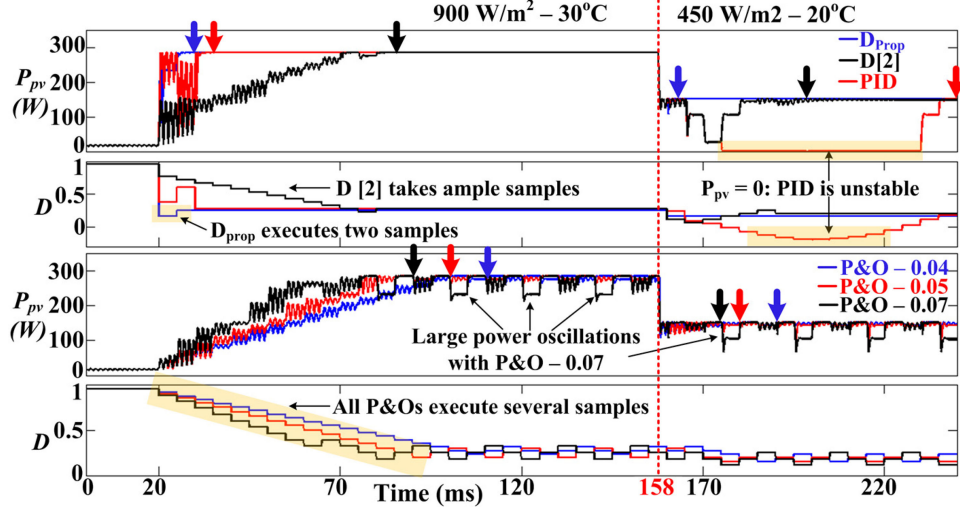 900 W/m² – 30°C
450 W/m2 – 20°C
300
200
100
0
P_pv
(W)
D_Prop
D[2]
PID
1
0.5
0
D
D [2] takes ample samples
D_prop executes two samples
P_pv = 0: PID is unstable
300
200
100
0
P_pv
(W)
P&O – 0.04
P&O – 0.05
P&O – 0.07
Large power oscillations
with P&O – 0.07
1
0.5
0
D
All P&Os execute several samples
0
20
70
120
158
170
220
Time (ms)